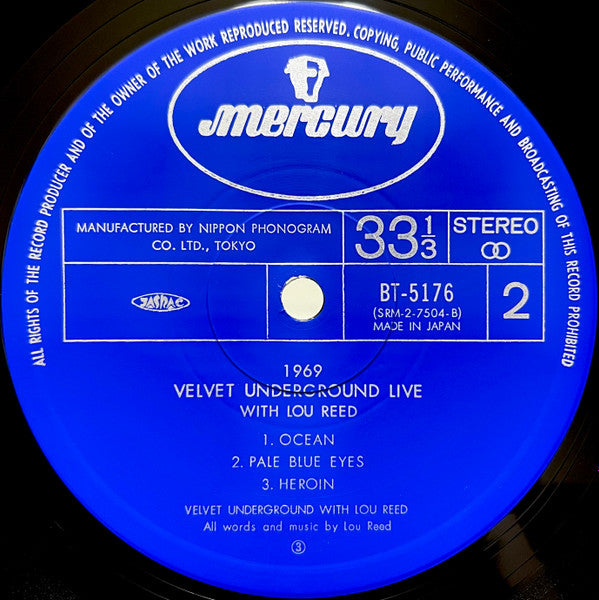 ALL RIGHTS OF THE RECORD PRODUCER AND OF THE OWNER OF THE WORK REPRODUCED RESERVED. COPYING, PUBLIC PERFORMANCE AND BROADCASTING OF THIS RECORD PROHIBITED
mercury
MANUFACTURED BY NIPPON PHONOGRAM
CO. LTD., TOKYO
33 1/3
STEREO
JASRAC
BT-5176
(SRM-2-7504-B)
MADE IN JAPAN
2
1969
VELVET UNDERGROUND LIVE
WITH LOU REED
1. OCEAN
2. PALE BLUE EYES
3. HEROIN
VELVET UNDERGROUND WITH LOU REED
All words and music by Lou Reed
③